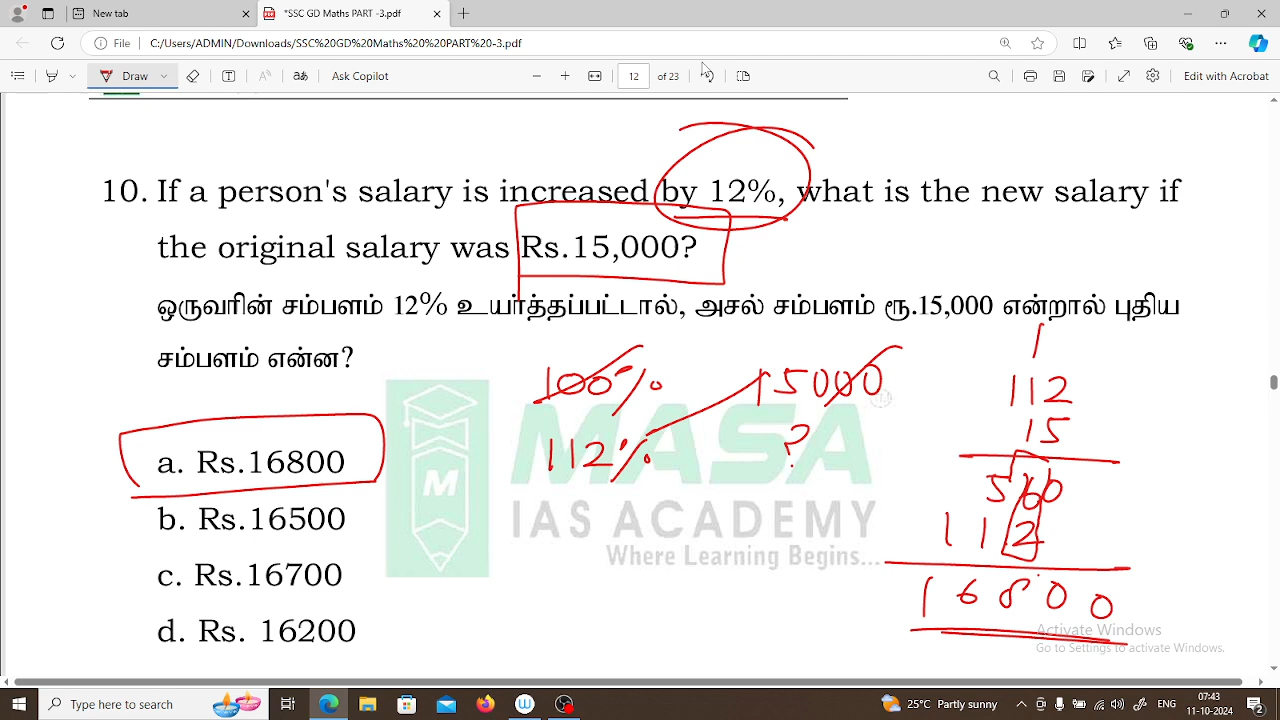 New tab
*SSC GD Maths PART -3.pdf
File
C:/Users/ADMIN/Downloads/SSC%20GD%20Maths%20%20PART%20-3.pdf
Draw
Ask Copilot
12 of 23
Edit with Acrobat
10. If a person's salary is increased by 12%, what is the new salary if
the original salary was Rs.15,000?
ஒருவரின் சம்பளம் 12% உயர்த்தப்பட்டால், அசல் சம்பளம் ரூ.15,000 என்றால் புதிய
சம்பளம் என்ன?
100% 15000
112% ?
1
112
15
560
112
16800
a. Rs.16800
b. Rs.16500
c. Rs.16700
d. Rs. 16200
M
MASA
IAS ACADEMY
Where Learning Begins...
Activate Windows
Go to Settings to activate Windows.
Type here to search
25°C Partly sunny
07:43
11-10-2024
2